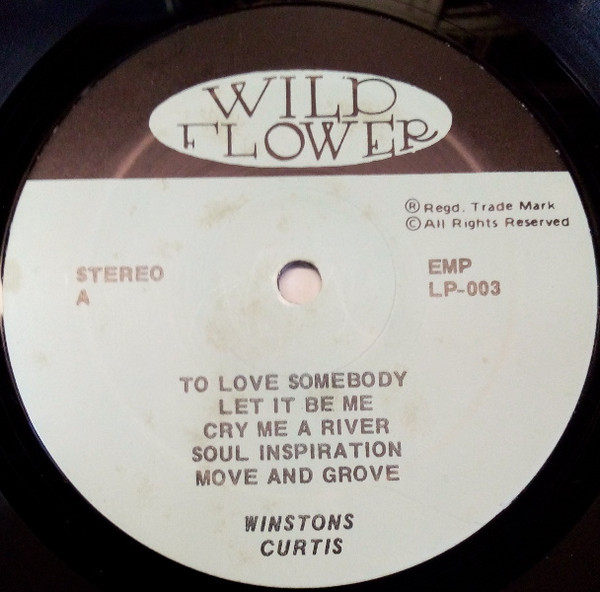 WILD
FLOWER
® Regd. Trade Mark
© All Rights Reserved
STEREO
A
EMP
LP-003
TO LOVE SOMEBODY
LET IT BE ME
CRY ME A RIVER
SOUL INSPIRATION
MOVE AND GROVE
WINSTONS
CURTIS